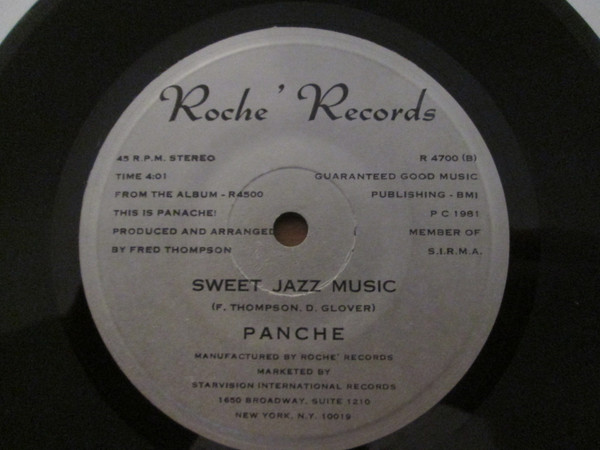 Roche' Records
45 R.P.M. STEREO
R 4700 (B)
TIME 4:01
GUARANTEED GOOD MUSIC
FROM THE ALBUM - R4500
PUBLISHING - BMI
THIS IS PANACHE!
P C 1981
PRODUCED AND ARRANGED
MEMBER OF
BY FRED THOMPSON
S.I.R.M.A.
SWEET JAZZ MUSIC
(F. THOMPSON, D. GLOVER)
PANCHE
MANUFACTURED BY ROCHE' RECORDS
MARKETED BY
STARVISION INTERNATIONAL RECORDS
1650 BROADWAY, SUITE 1210
NEW YORK, N.Y. 10019